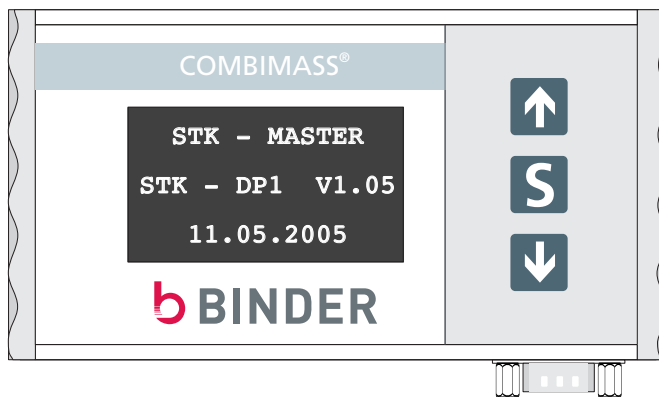 COMBIMASS®
STK - MASTER
STK - DP1 V1.05
11.05.2005
b BINDER
S